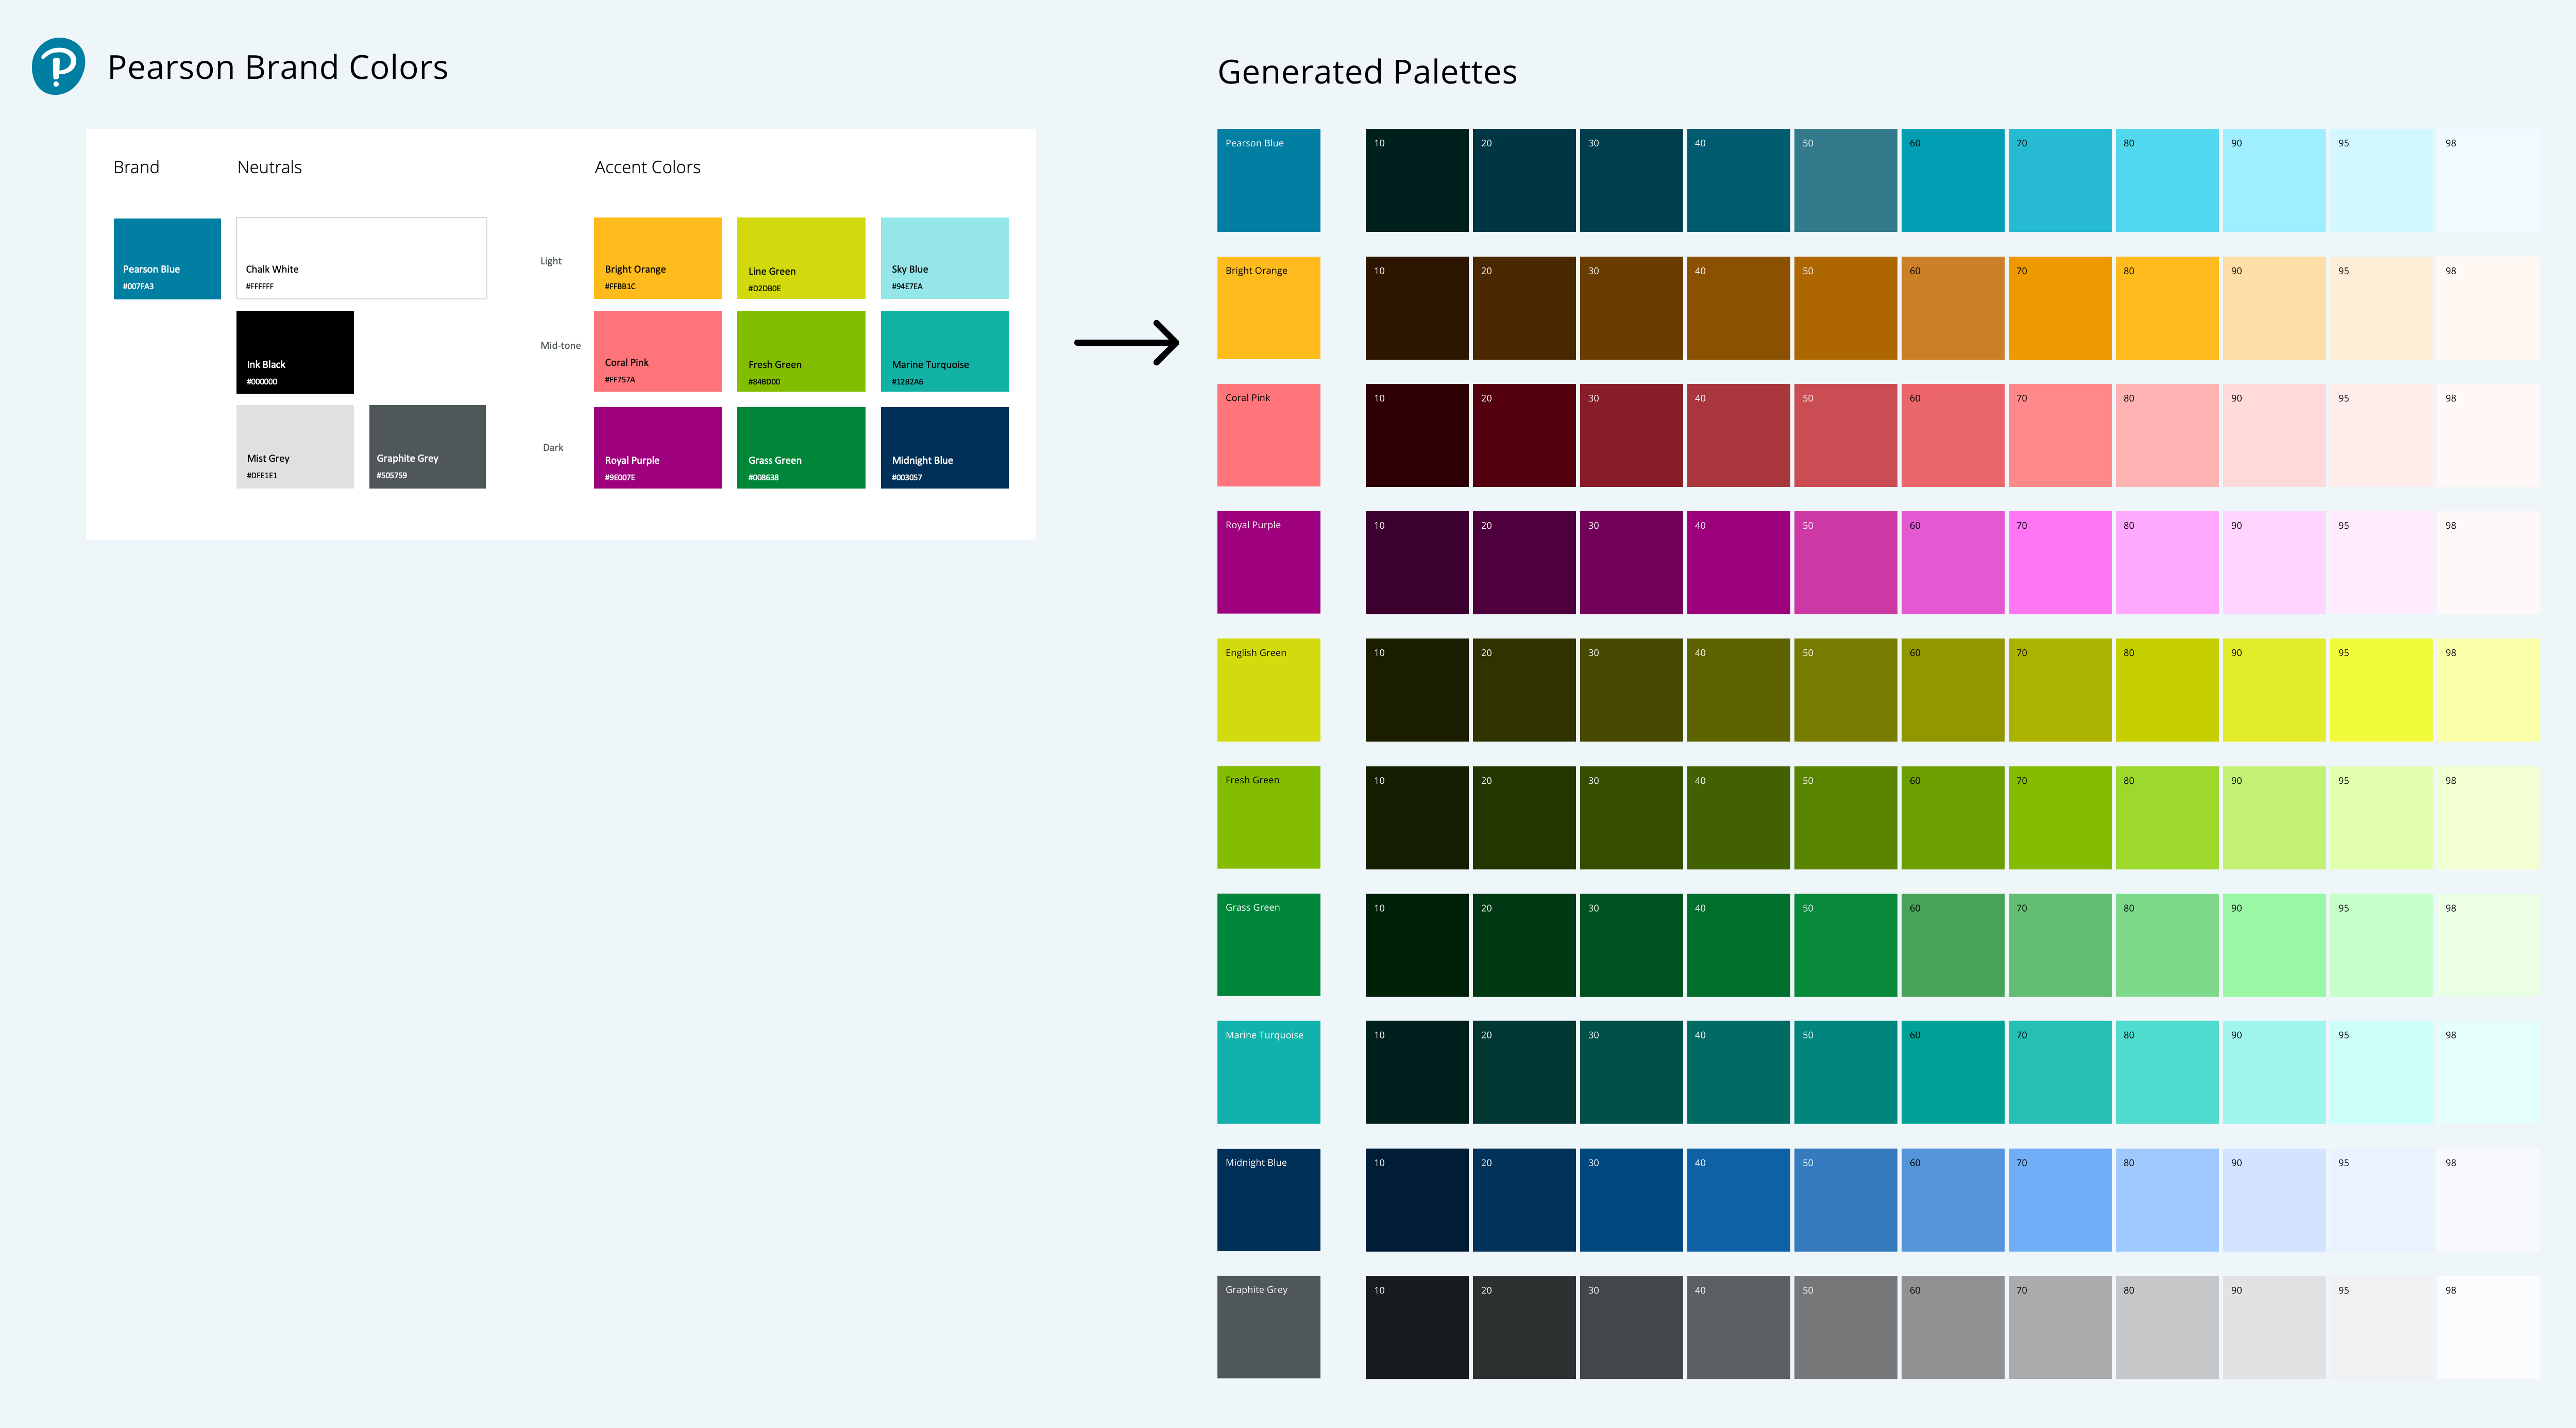 Pearson Brand Colors
Brand
Neutrals
Accent Colors
Pearson Blue
#007FA3
Chalk White
#FFFFFF
Ink Black
#000000
Mist Grey
#DFE1E1
Graphite Grey
#505759
Light
Bright Orange
#FFBB1C
Line Green
#D2DB0E
Sky Blue
#94E7EA
Mid-tone
Coral Pink
#FF757A
Fresh Green
#84BD00
Marine Turquoise
#12B2A6
Dark
Royal Purple
#9E007E
Grass Green
#008638
Midnight Blue
#003057
Generated Palettes
Pearson Blue 10 20 30 40 50 60 70 80 90 95 98
Bright Orange 10 20 30 40 50 60 70 80 90 95 98
Coral Pink 10 20 30 40 50 60 70 80 90 95 98
Royal Purple 10 20 30 40 50 60 70 80 90 95 98
English Green 10 20 30 40 50 60 70 80 90 95 98
Fresh Green 10 20 30 40 50 60 70 80 90 95 98
Grass Green 10 20 30 40 50 60 70 80 90 95 98
Marine Turquoise 10 20 30 40 50 60 70 80 90 95 98
Midnight Blue 10 20 30 40 50 60 70 80 90 95 98
Graphite Grey 10 20 30 40 50 60 70 80 90 95 98